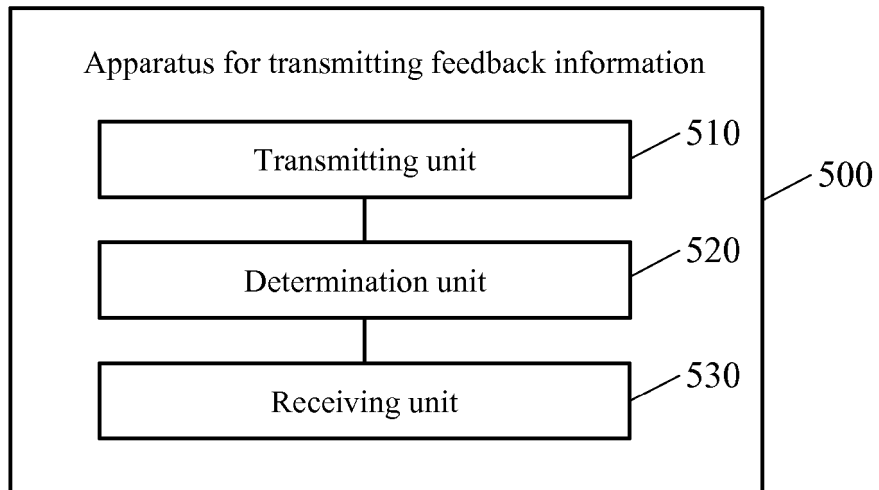 Apparatus for transmitting feedback information
Transmitting unit
510
500
Determination unit
520
Receiving unit
530